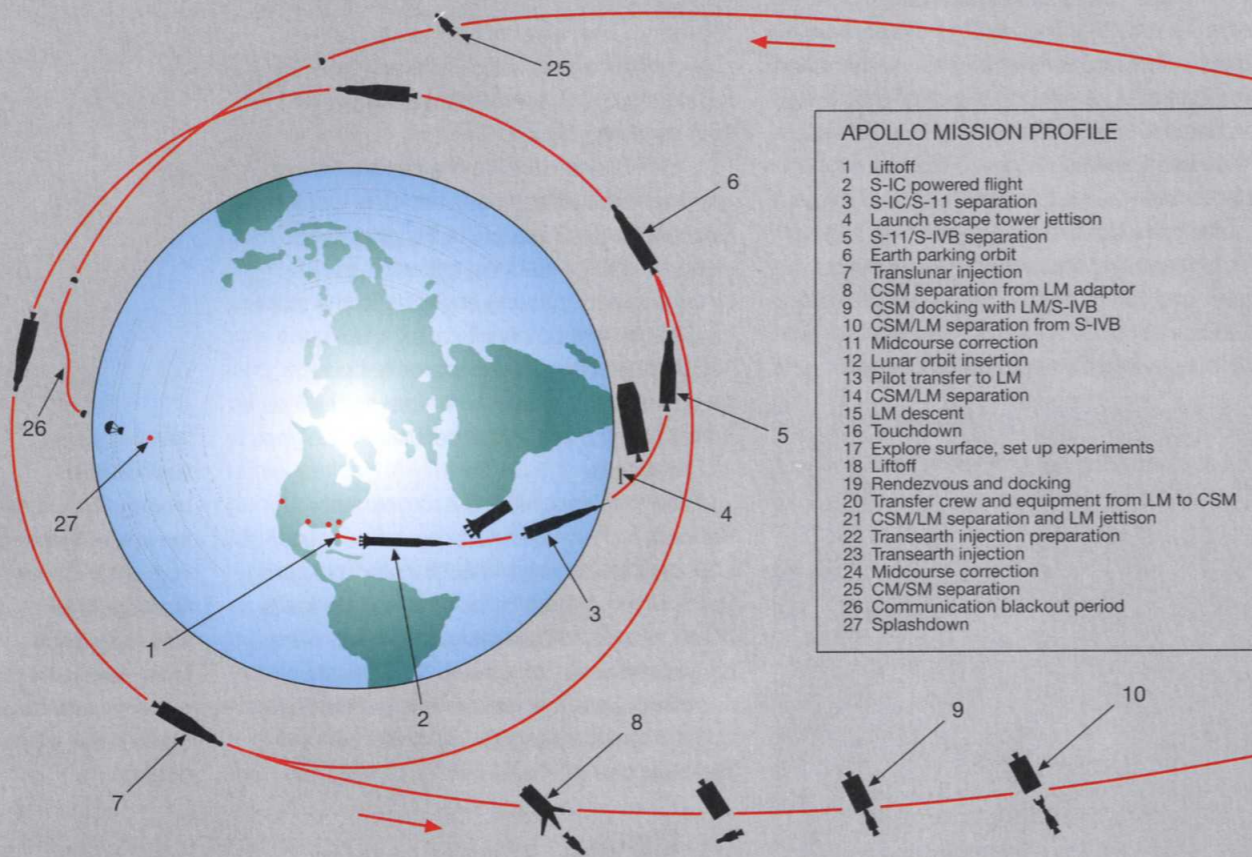 25
6
5
4
3
26
27
1
2
7
8
9
10
APOLLO MISSION PROFILE
1 Liftoff
2 S-IC powered flight
3 S-IC/S-11 separation
4 Launch escape tower jettison
5 S-11/S-IVB separation
6 Earth parking orbit
7 Translunar injection
8 CSM separation from LM adaptor
9 CSM docking with LM/S-IVB
10 CSM/LM separation from S-IVB
11 Midcourse correction
12 Lunar orbit insertion
13 Pilot transfer to LM
14 CSM/LM separation
15 LM descent
16 Touchdown
17 Explore surface, set up experiments
18 Liftoff
19 Rendezvous and docking
20 Transfer crew and equipment from LM to CSM
21 CSM/LM separation and LM jettison
22 Transearth injection preparation
23 Transearth injection
24 Midcourse correction
25 CM/SM separation
26 Communication blackout period
27 Splashdown